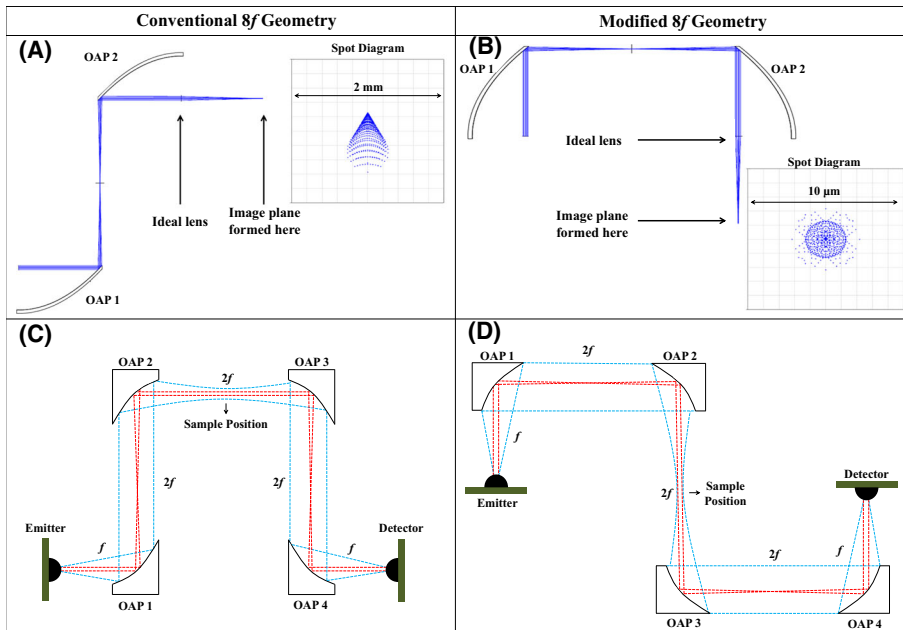 Conventional 8f Geometry
Modified 8f Geometry
(A)
OAP 2
Spot Diagram
2 mm
Ideal lens
Image plane
formed here
OAP 1
(B)
OAP 1
OAP 2
Ideal lens
Spot Diagram
10 µm
Image plane
formed here
(C)
OAP 2
2f
OAP 3
Sample Position
2f
2f
Emitter
Detector
f
f
OAP 1
OAP 4
(D)
OAP 1
2f
OAP 2
f
Emitter
2f
Sample
Position
Detector
2f
f
OAP 3
OAP 4